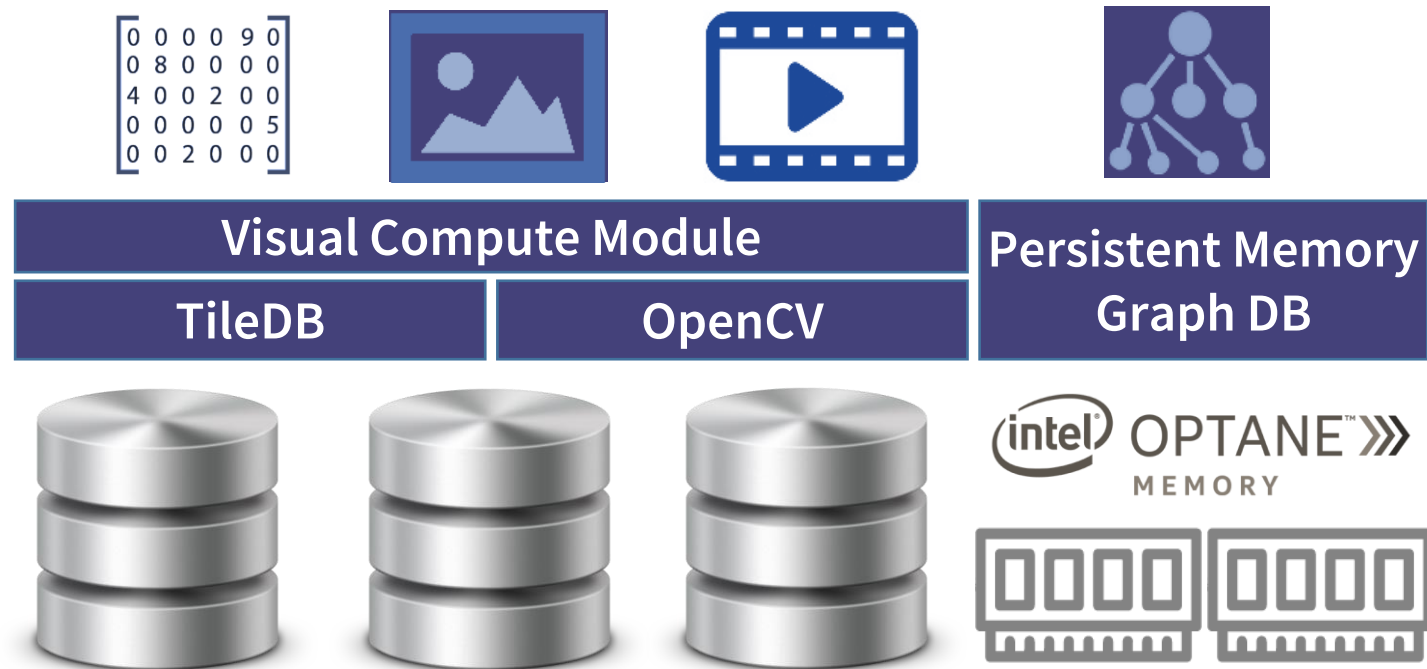 0 0 0 0 9 0
0 8 0 0 0 0
4 0 0 2 0 0
0 0 0 0 0 5
0 0 2 0 0 0
Visual Compute Module
TileDB
OpenCV
Persistent Memory
Graph DB
intel® OPTANE™
MEMORY